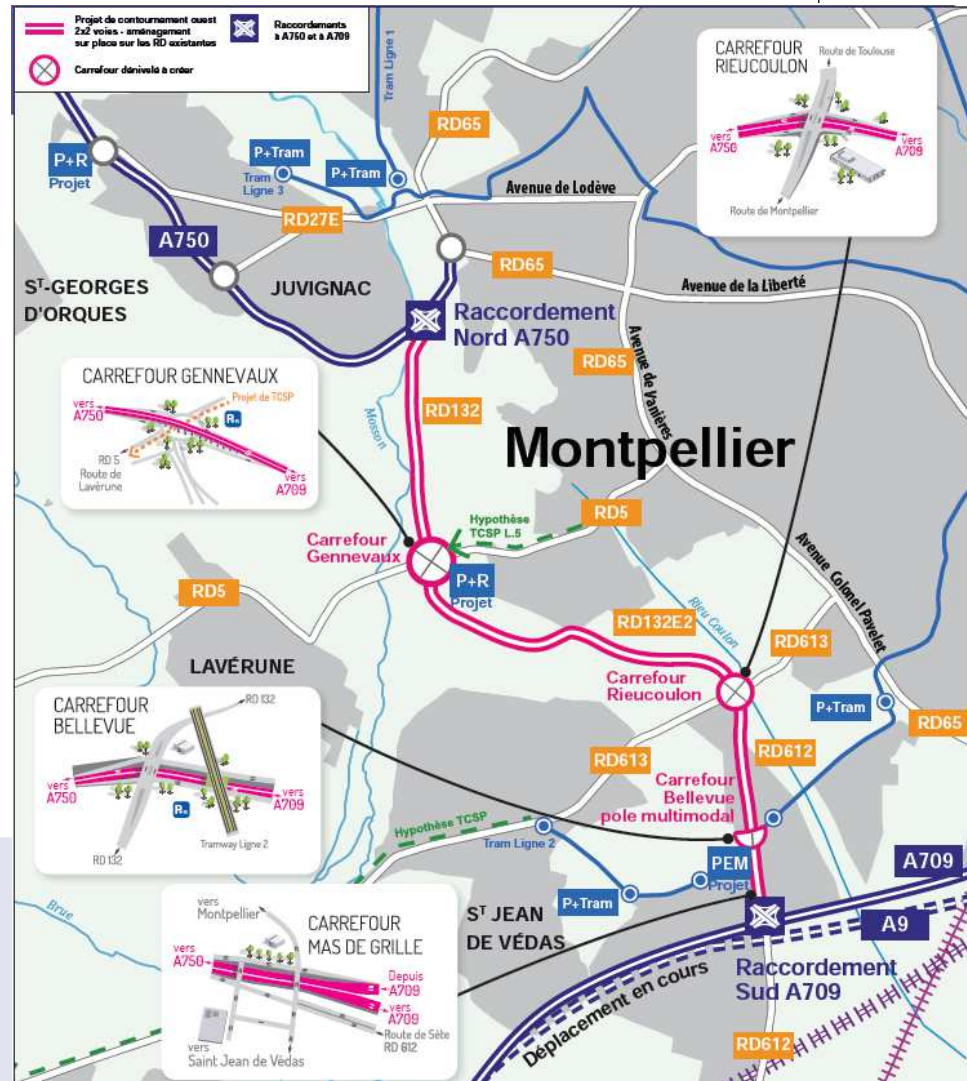 Projet de contournement ouest
2x2 voies - aménagement
sur place sur les RD existantes
Raccordements
à A750 et à A709
Carrefour dénivelé à créer
Tram Ligne 1
RD65
CARREFOUR
RIEUCOULON
Route de Toulouse
vers
A750
vers
A709
Route de Montpellier
P+R
Projet
P+Tram
Tram
Ligne 3
P+Tram
Avenue de Lodève
RD27E
A750
RD65
Sᵀ-GEORGES
D'ORQUES
JUVIGNAC
Avenue de la Liberté
Raccordement
Nord A750
RD65
Avenue de Vanières
CARREFOUR GENNEVAUX
vers
A750
Projet de TCSP
RD 5
Route de
Lavérune
vers
A709
Mosson
RD132
Montpellier
Hypothèse
TCSP L.5
RD5
Carrefour
Gennevaux
P+R
Projet
RD5
Rieu Coulon
Avenue Colonel Pavelet
RD132E2
RD613
LAVÉRUNE
Carrefour
Rieucoulon
P+Tram
RD65
CARREFOUR
BELLEVUE
RD 132
vers
A750
vers
A709
RD 132
Tramway Ligne 2
RD613
RD612
Carrefour
Bellevue
pole multimodal
Hypothèse TCSP
Tram Ligne 2
PEM
Projet
P+Tram
A709
A9
Brue
Sᵀ JEAN
DE VÉDAS
vers
Montpellier
CARREFOUR
MAS DE GRILLE
vers
A750
Depuis
A709
vers
A709
Route de Sète
RD 612
vers
Saint Jean de Védas
Déplacement en cours
Raccordement
Sud A709
RD612